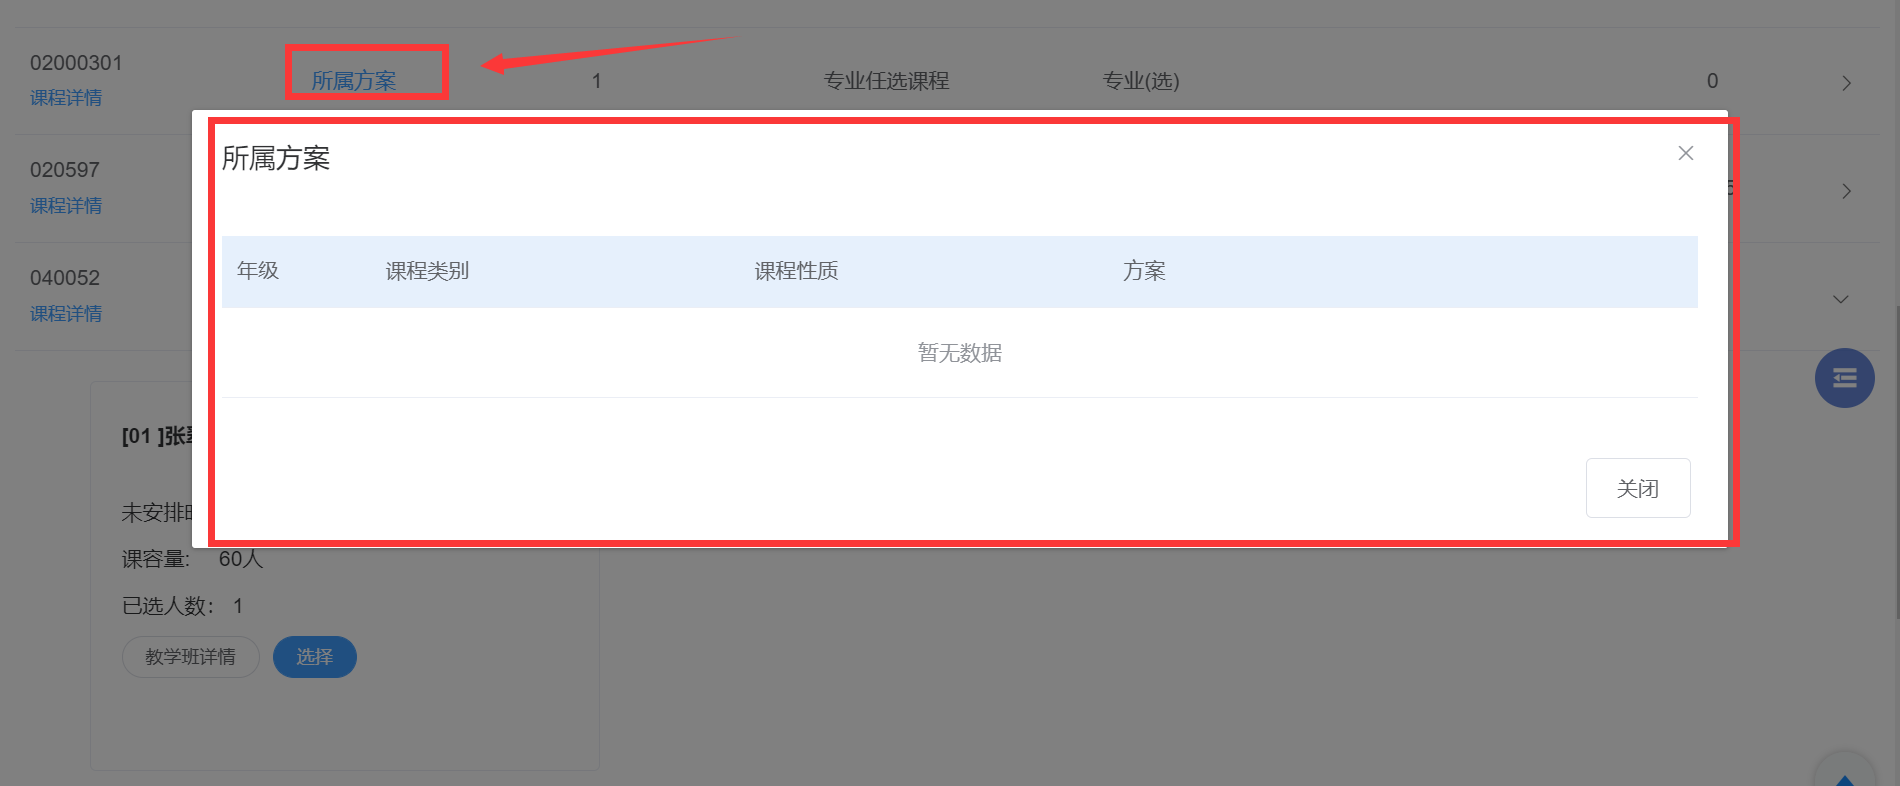 02000301
课程详情
所属方案
1
专业任选课程
专业(选)
0
020597
课程详情
040052
课程详情
所属方案
年级 课程类别 课程性质 方案
暂无数据
关闭
[01 ]张
未安排
课容量: 60人
已选人数: 1
教学班详情
选择